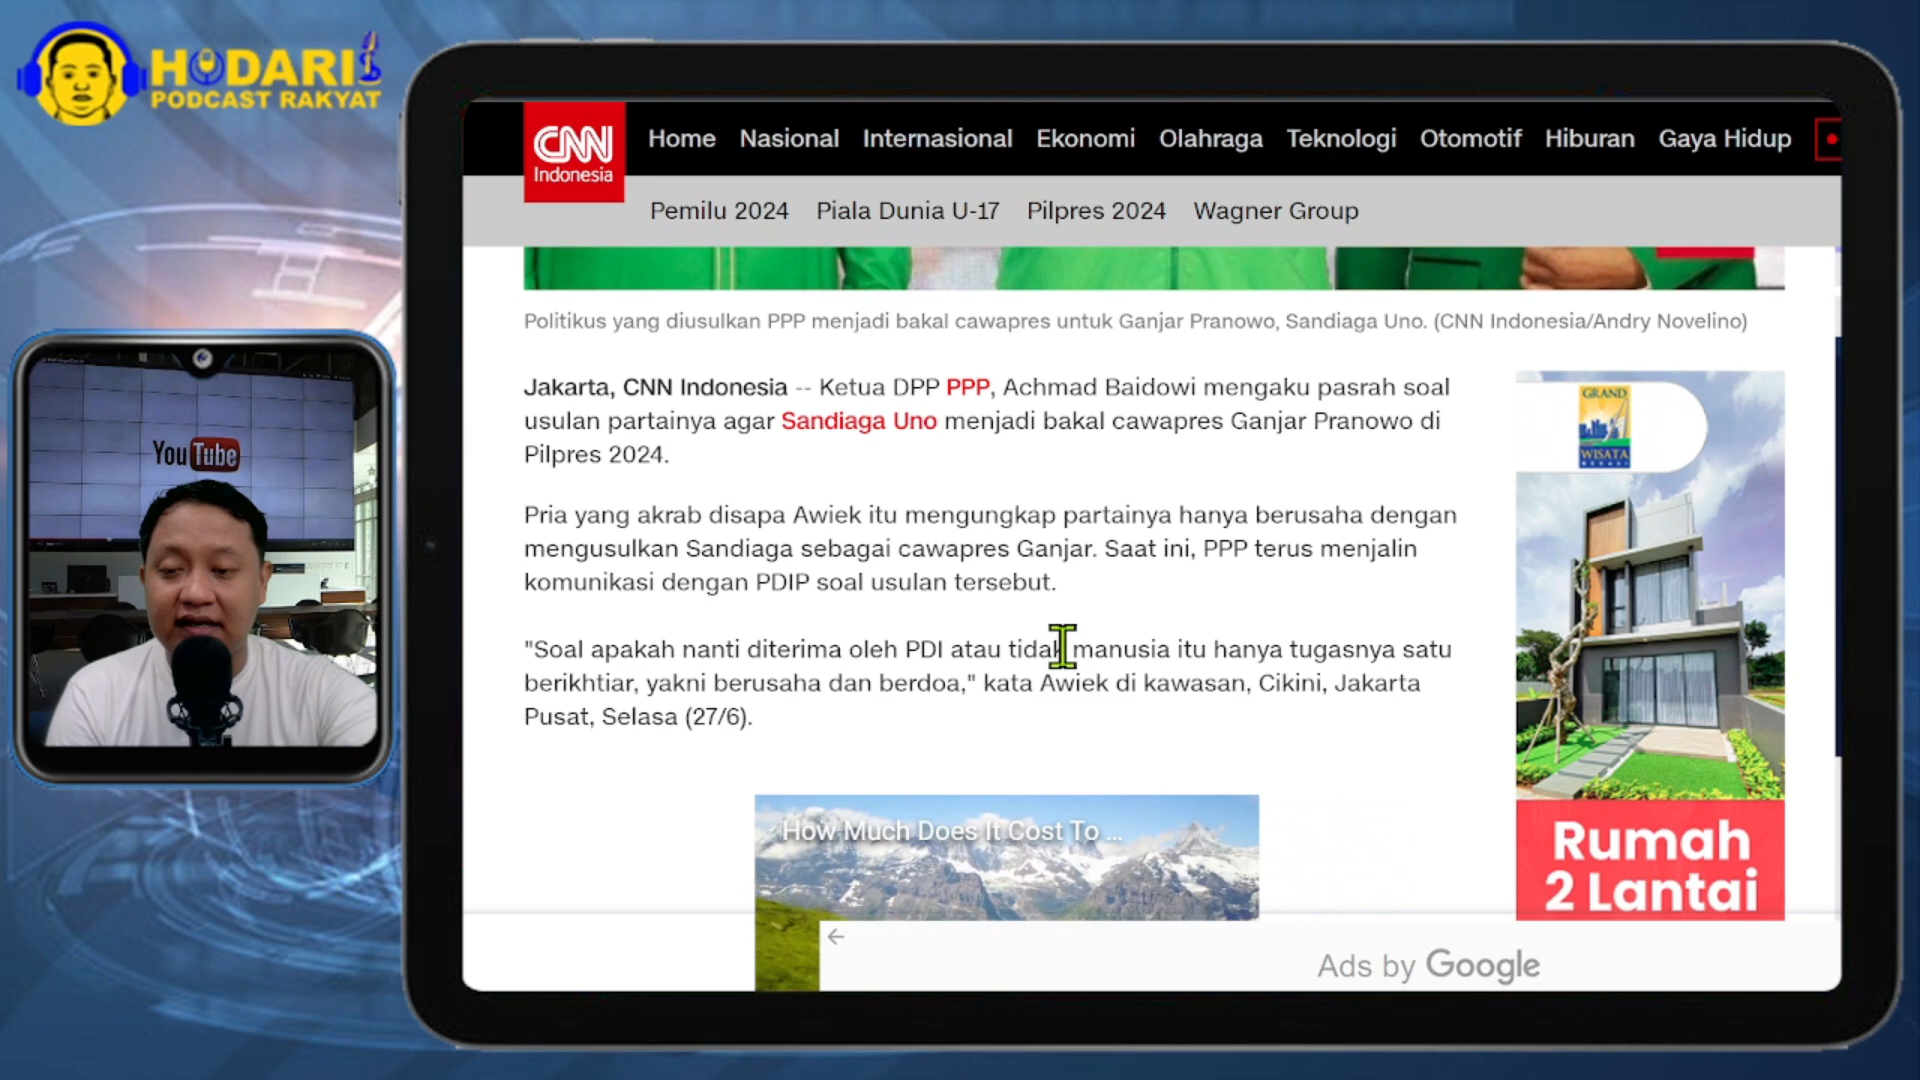 HODARI
PODCAST RAKYAT
CNN
Indonesia
Home Nasional Internasional Ekonomi Olahraga Teknologi Otomotif Hiburan Gaya Hidup
Pemilu 2024 Piala Dunia U-17 Pilpres 2024 Wagner Group
Politikus yang diusulkan PPP menjadi bakal cawapres untuk Ganjar Pranowo, Sandiaga Uno. (CNN Indonesia/Andry Novelino)
Jakarta, CNN Indonesia -- Ketua DPP PPP, Achmad Baidowi mengaku pasrah soal
usulan partainya agar Sandiaga Uno menjadi bakal cawapres Ganjar Pranowo di
Pilpres 2024.
Pria yang akrab disapa Awiek itu mengungkap partainya hanya berusaha dengan
mengusulkan Sandiaga sebagai cawapres Ganjar. Saat ini, PPP terus menjalin
komunikasi dengan PDIP soal usulan tersebut.
"Soal apakah nanti diterima oleh PDI atau tidak manusia itu hanya tugasnya satu
berikhtiar, yakni berusaha dan berdoa," kata Awiek di kawasan, Cikini, Jakarta
Pusat, Selasa (27/6).
YouTube
GRAND
WISATA
BEKASI
Rumah
2 Lantai
How Much Does It Cost To ...
Ads by Google